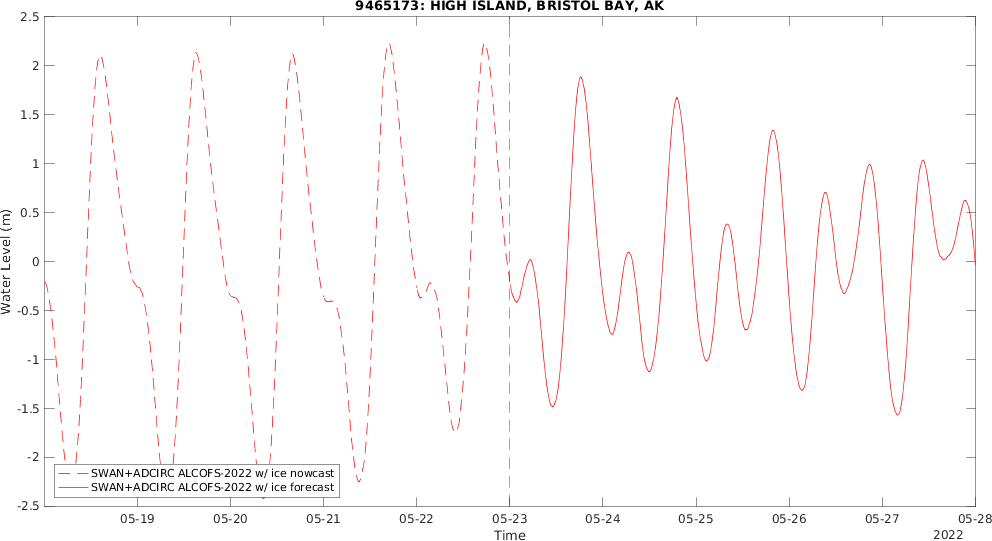 9465173: HIGH ISLAND, BRISTOL BAY, AK
Water Level (m)
2.5
2
1.5
1
0.5
0
-0.5
-1
-1.5
-2
-2.5
SWAN+ADCIRC ALCOFS-2022 w/ ice nowcast
SWAN+ADCIRC ALCOFS-2022 w/ ice forecast
05-19 05-20 05-21 05-22 05-23 05-24 05-25 05-26 05-27 05-28
Time
2022